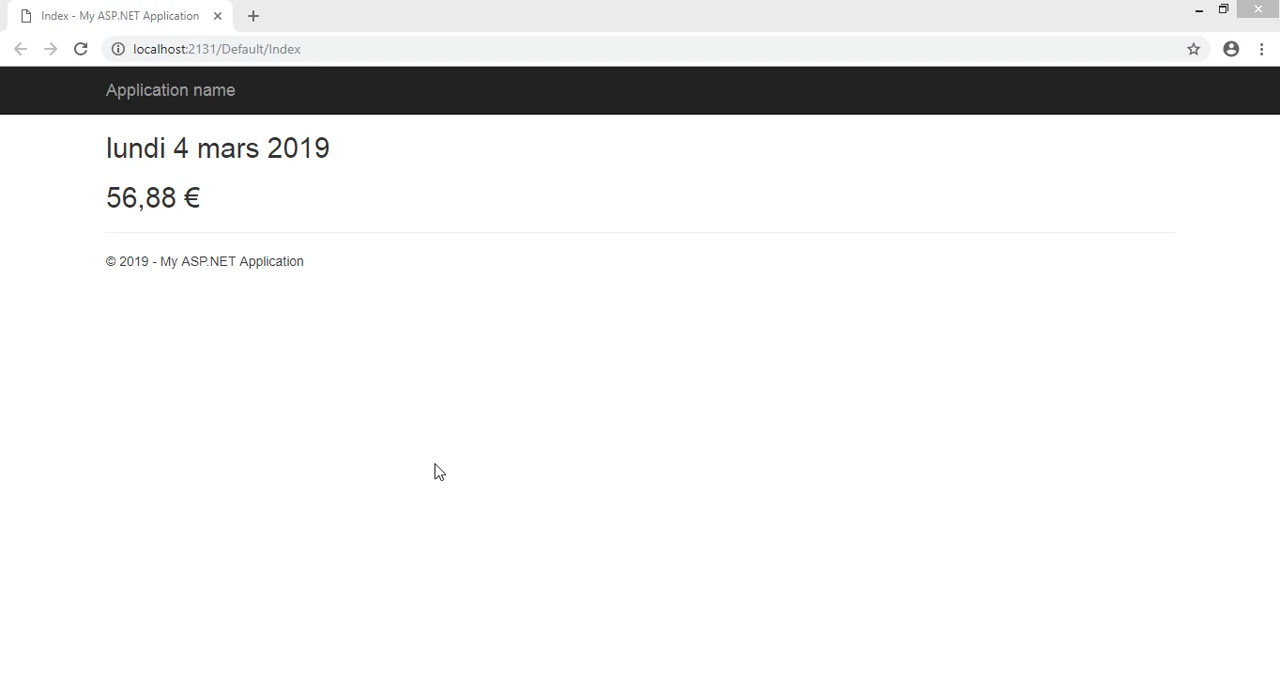 Index - My ASP.NET Application
localhost:2131/Default/Index
Application name
lundi 4 mars 2019
56,88 €
© 2019 - My ASP.NET Application